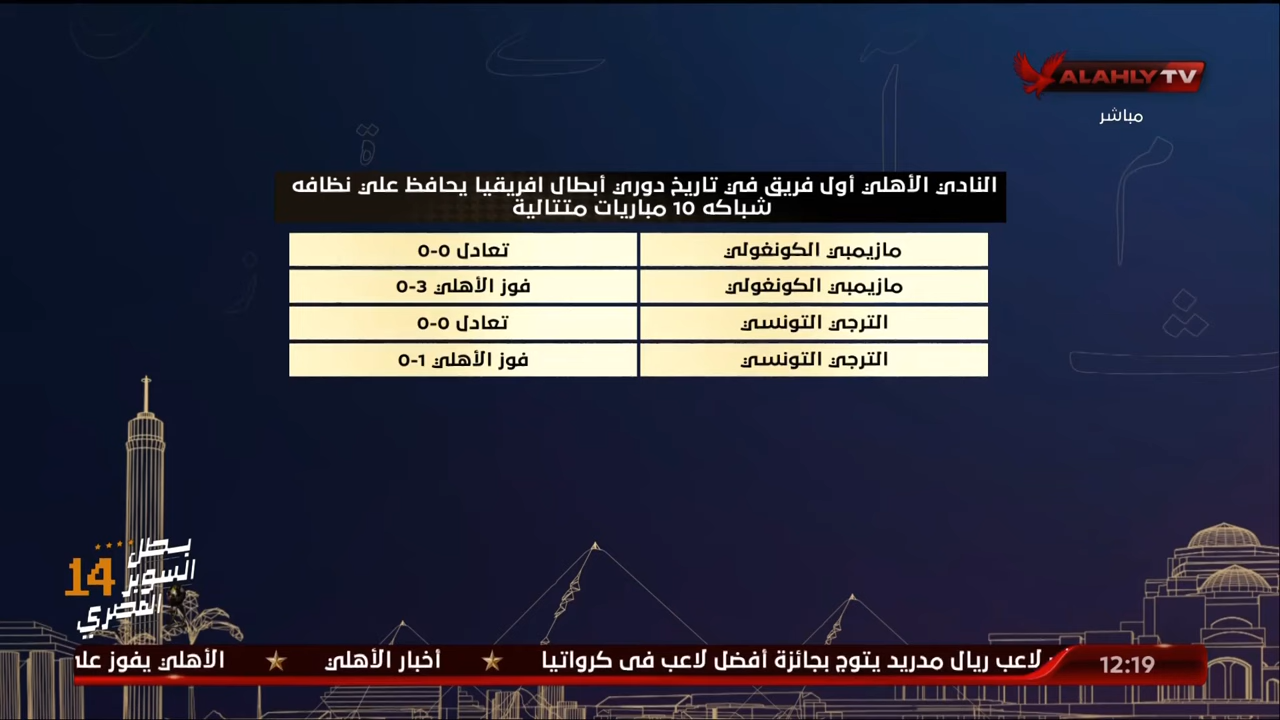 ALAHLY TV
مباشر
النادي الأهلي أول فريق في تاريخ دوري أبطال افريقيا يحافظ علي نظافه
شباكه 10 مباريات متتالية
مازيمبي الكونغولي تعادل 0-0
مازيمبي الكونغولي فوز الأهلي 3-0
الترجي التونسي تعادل 0-0
الترجي التونسي فوز الأهلي 1-0
بطل
السوبر 14
المصري
12:19 لاعب ريال مدريد يتوج بجائزة أفضل لاعب فى كرواتيا ★ أخبار الأهلي ★ الأهلي يفوز